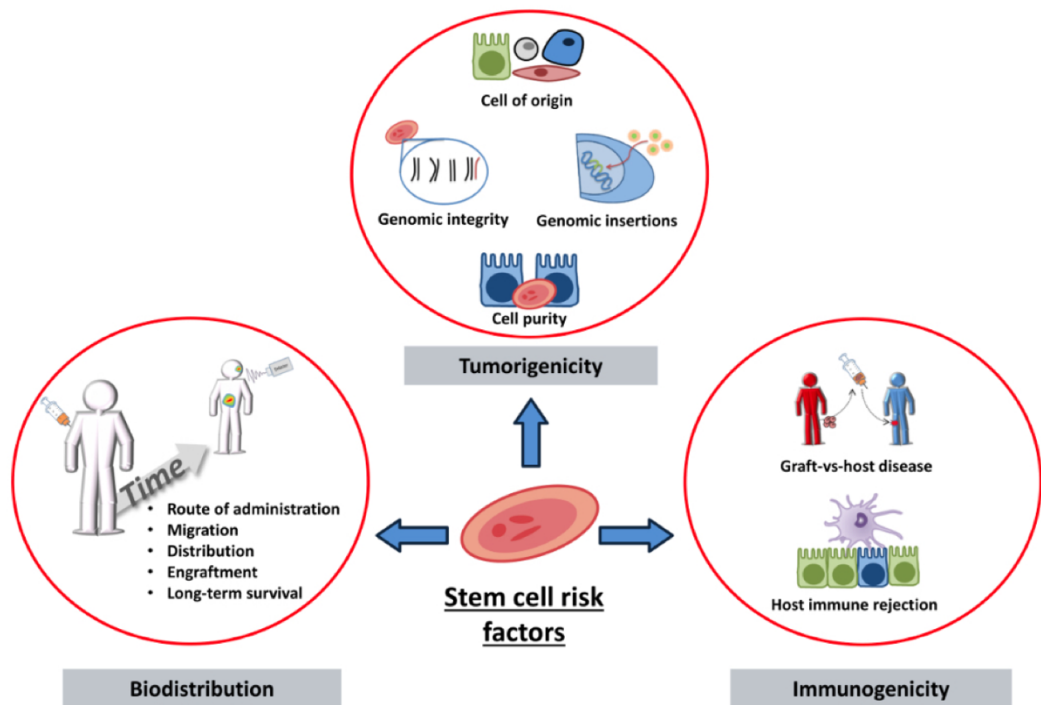 Cell of origin
Genomic integrity
Genomic insertions
Cell purity
Tumorigenicity
Time
• Route of administration
• Migration
• Distribution
• Engraftment
• Long-term survival
Biodistribution
Stem cell risk
factors
Graft-vs-host disease
Host immune rejection
Immunogenicity